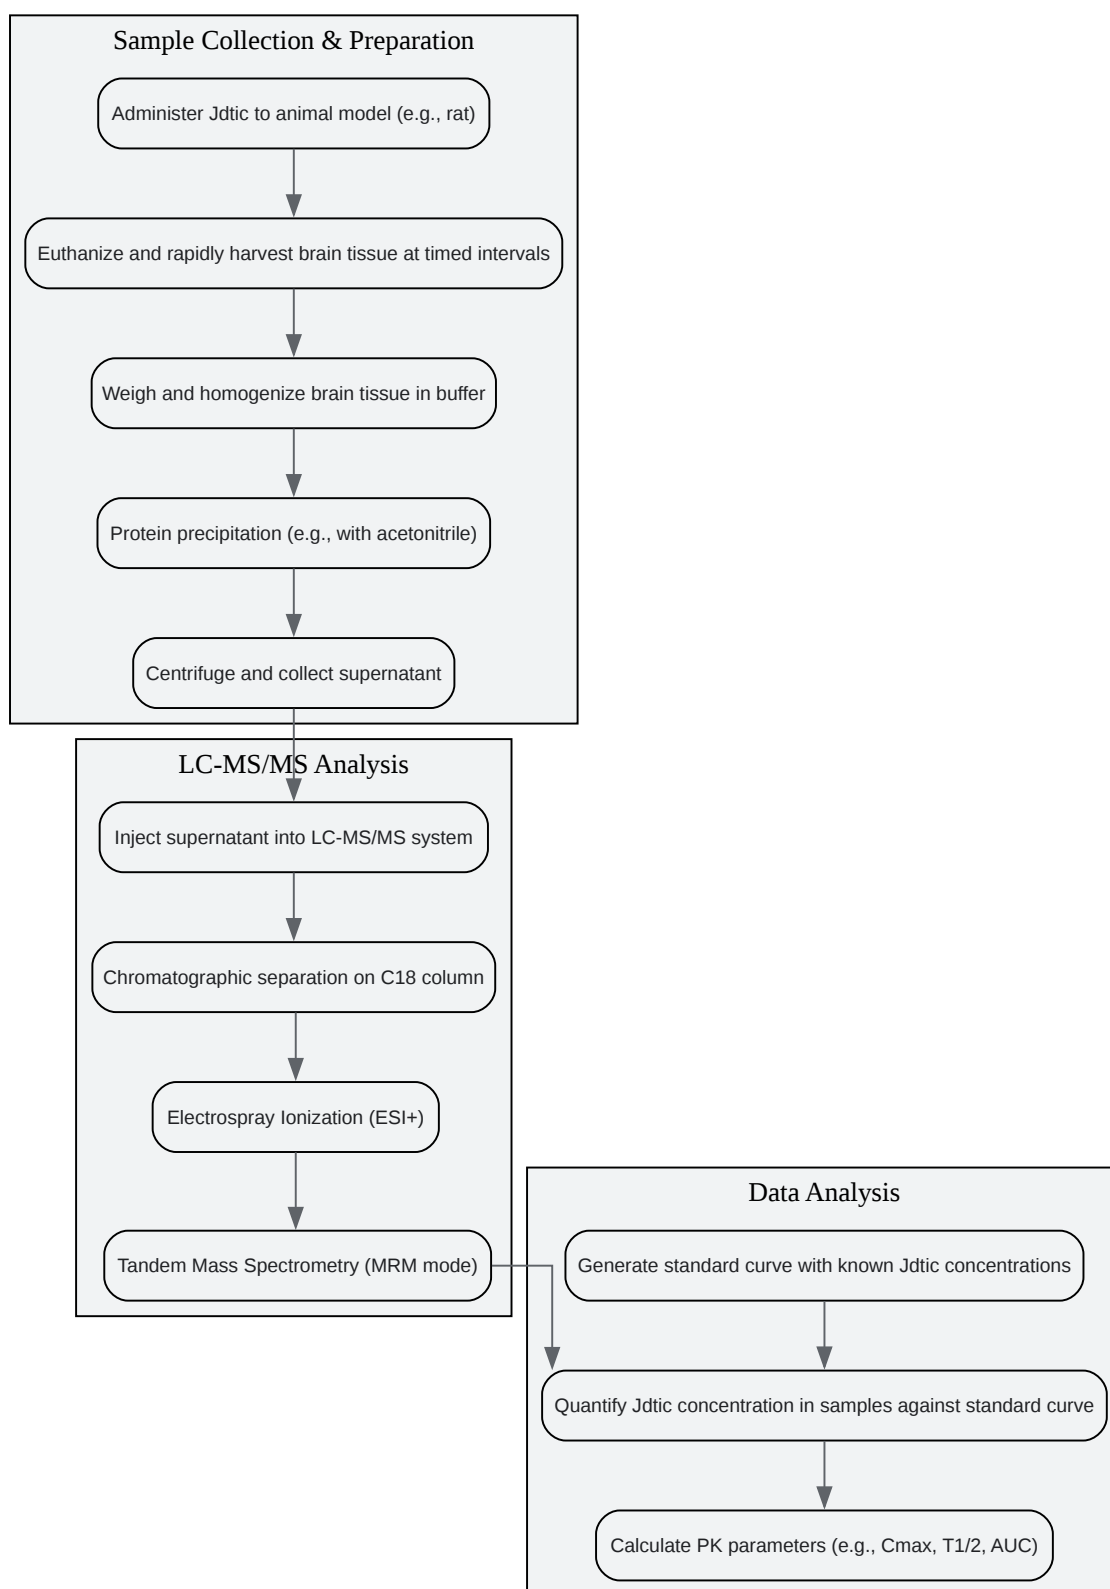 Sample Collection & Preparation
Administer Jdtic to animal model (e.g., rat)
Euthanize and rapidly harvest brain tissue at timed intervals
Weigh and homogenize brain tissue in buffer
Protein precipitation (e.g., with acetonitrile)
Centrifuge and collect supernatant
LC-MS/MS Analysis
Inject supernatant into LC-MS/MS system
Chromatographic separation on C18 column
Electrospray Ionization (ESI+)
Tandem Mass Spectrometry (MRM mode)
Data Analysis
Generate standard curve with known Jdtic concentrations
Quantify Jdtic concentration in samples against standard curve
Calculate PK parameters (e.g., Cmax, T1/2, AUC)